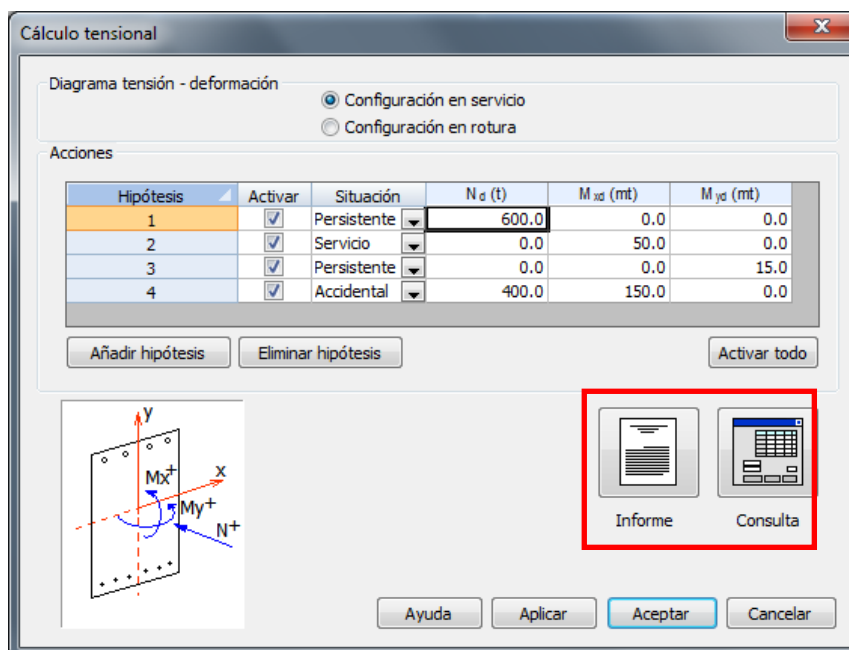 Cálculo tensional
Diagrama tensión - deformación
Configuración en servicio
Configuración en rotura
Acciones
Hipótesis Activar Situación N d (t) M xd (mt) M yd (mt)
1 Persistente 600.0 0.0 0.0
2 Servicio 0.0 50.0 0.0
3 Persistente 0.0 0.0 15.0
4 Accidental 400.0 150.0 0.0
Añadir hipótesis Eliminar hipótesis Activar todo
y
x
Mx+
My+
N+
Informe Consulta
Ayuda Aplicar Aceptar Cancelar